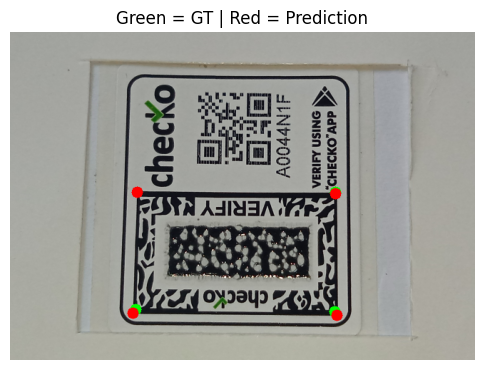 Green = GT | Red = Prediction
checko
A0044N1F
VERIFY USING
"CHECKO" APP
VERIFY
checko